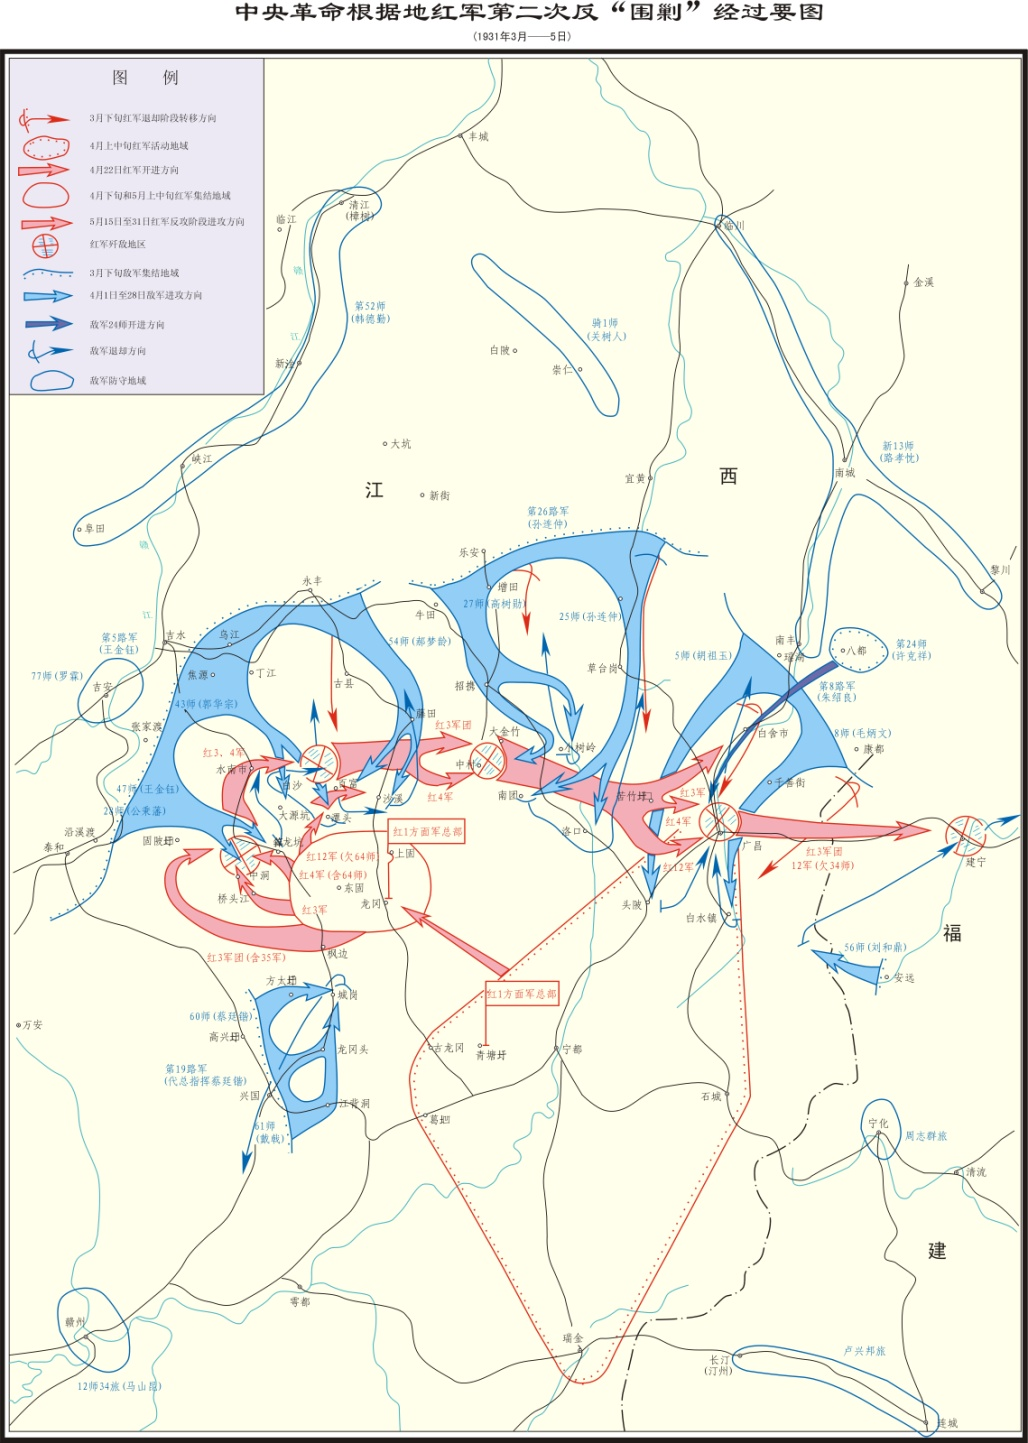 中央革命根据地红军第二次反“围剿”经过要图
(1931年3月——5日)
图 例
3月下旬红军退却阶段转移方向
4月上中旬红军活动地域
4月22日红军开进方向
4月下旬和5月上中旬红军集结地域
5月15日至31日红军反攻阶段进攻方向
红军歼敌地区
3月下旬敌军集结地域
4月1日至28日敌军进攻方向
敌军24师开进方向
敌军退却方向
敌军防守地域
丰城
清江
(樟树)
临江
赣
江
临川
金溪
第52师
(韩德勤)
骑1师
(关树人)
白陂
崇仁
新淦
大坑
峡江
江
西
新街
宜黄
新13师
(路孝忱)
南城
阜田
赣
江
第26路军
(孙连仲)
乐安
增田
27师(高树勋)
25师(孙连仲)
黎川
永丰
牛田
54师(郝梦龄)
第5路军
(王金钰)
吉水
乌江
77师(罗霖)
吉安
焦源
丁江
古县
招携
草台岗
5师(胡祖玉)
南丰
八都
第24师
(许克祥)
第8路军
(朱绍良)
43师(郭华宗)
藤田
张家渡
红3军团
大金竹
白舍市
8师(毛炳文)
康都
红3、4军
水南市
中村
小树岭
千善街
47师(王金钰)
28师(公秉藩)
白沙
沙溪
红4军
南团
苦竹圩
红3军
大源坑
潭头
洛口
红4军
沿溪渡
泰和
固陂圩
红1方面军总部
广昌
红12军(欠64师)
上固
红12军
红3军团
12军(欠34师)
建宁
中洞
红4军(含64师)
东固
桥头江
红3军
龙冈
头陂
白水镇
福
红3军团(含35军)
枫边
56师(刘和鼎)
安远
方太圩
城岗
红1方面军总部
60师(蔡廷锴)
万安
高兴圩
龙冈头
古龙冈
青塘圩
宁都
第19路军
(代总指挥蔡廷锴)
兴国
江背洞
石城
61师
(戴戟)
葛坳
宁化
周志群旅
清流
建
雩都
赣州
瑞金
长汀
(汀州)
卢兴邦旅
12师34旅(马山昆)
连城